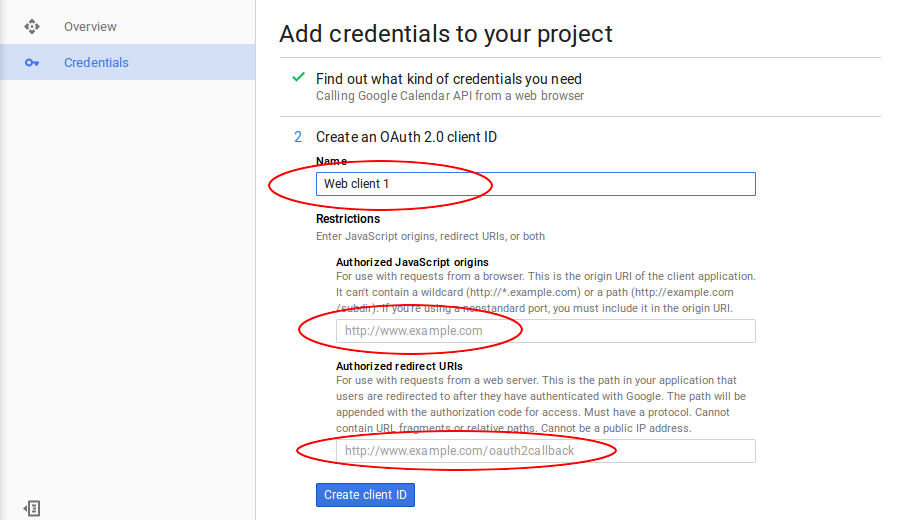 Overview
Credentials
Add credentials to your project
Find out what kind of credentials you need
Calling Google Calendar API from a web browser
2 Create an OAuth 2.0 client ID
Name
Web client 1
Restrictions
Enter JavaScript origins, redirect URIs, or both
Authorized JavaScript origins
For use with requests from a browser. This is the origin URI of the client application.
It can't contain a wildcard (http://*.example.com) or a path (http://example.com
/subdir). If you're using a nonstandard port, you must include it in the origin URI.
http://www.example.com
Authorized redirect URIs
For use with requests from a web server. This is the path in your application that
users are redirected to after they have authenticated with Google. The path will be
appended with the authorization code for access. Must have a protocol. Cannot
contain URL fragments or relative paths. Cannot be a public IP address.
http://www.example.com/oauth2callback
Create client ID